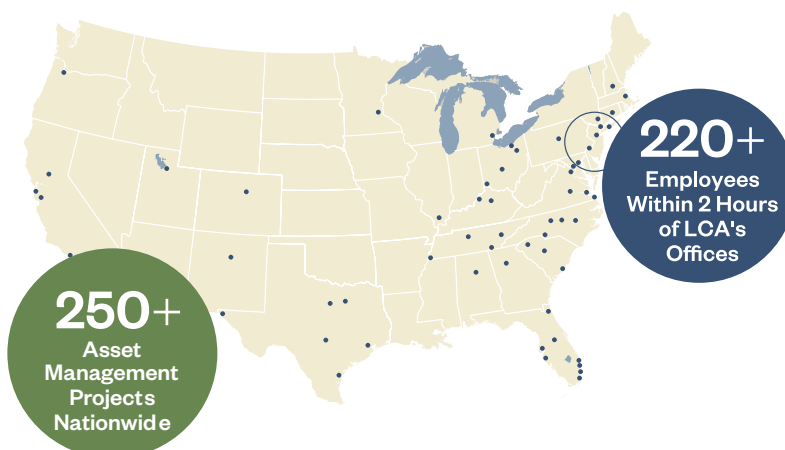 220+
Employees
Within 2 Hours
of LCA's
Offices
250+
Asset
Management
Projects
Nationwide